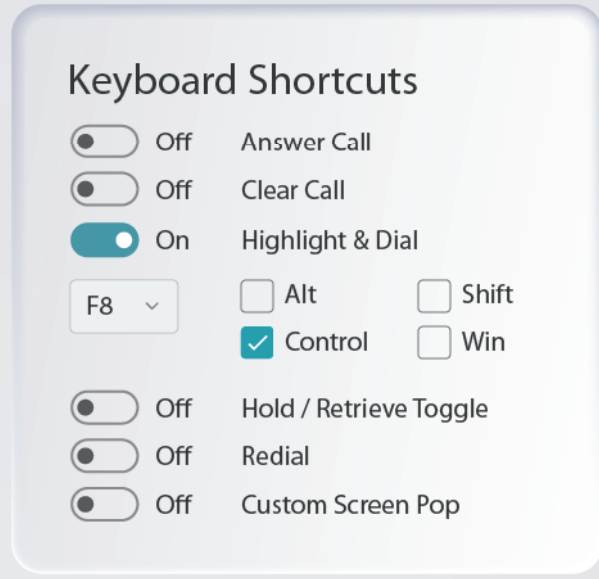 Keyboard Shortcuts
Off Answer Call
Off Clear Call
On Highlight & Dial
F8 Alt Shift
Control Win
Off Hold / Retrieve Toggle
Off Redial
Off Custom Screen Pop